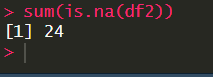 > sum(is.na(df2))
[1] 24
>